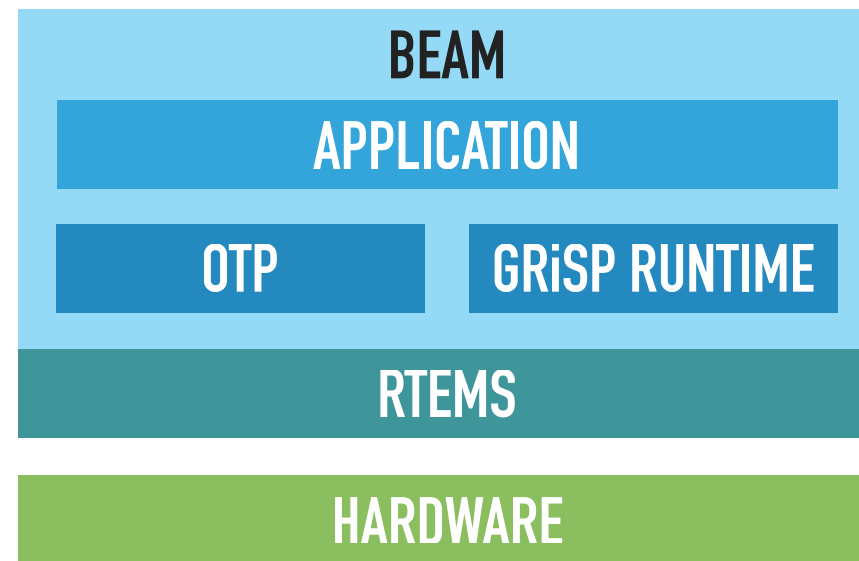 BEAM
APPLICATION
OTP
GRiSP RUNTIME
RTEMS
HARDWARE